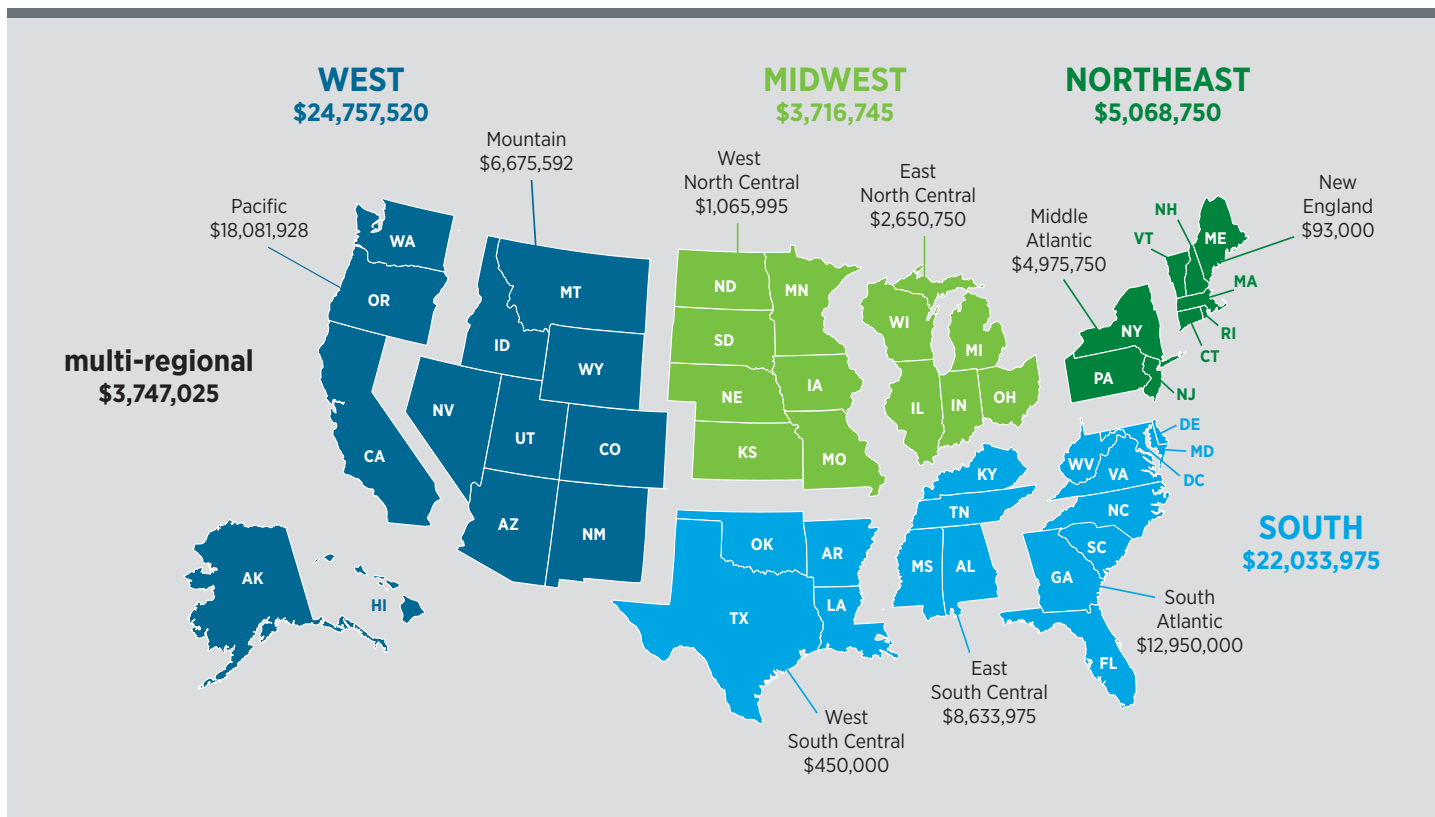 WEST
$24,757,520
MIDWEST
$3,716,745
NORTHEAST
$5,068,750
Mountain
$6,675,592
West
North Central
$1,065,995
East
North Central
$2,650,750
New
England
$93,000
Pacific
$18,081,928
Middle
Atlantic
$4,975,750
NH
VT
ME
MA
RI
CT
NJ
NY
PA
WA
OR
MT
ID
WY
NV
UT
CO
CA
AZ
NM
AK
HI
ND
MN
SD
NE
IA
KS
MO
WI
MI
IL
IN
OH
multi-regional
$3,747,025
DE
MD
DC
WV
VA
KY
TN
NC
SC
OK
AR
MS
AL
GA
TX
LA
FL
SOUTH
$22,033,975
South
Atlantic
$12,950,000
East
South Central
$8,633,975
West
South Central
$450,000